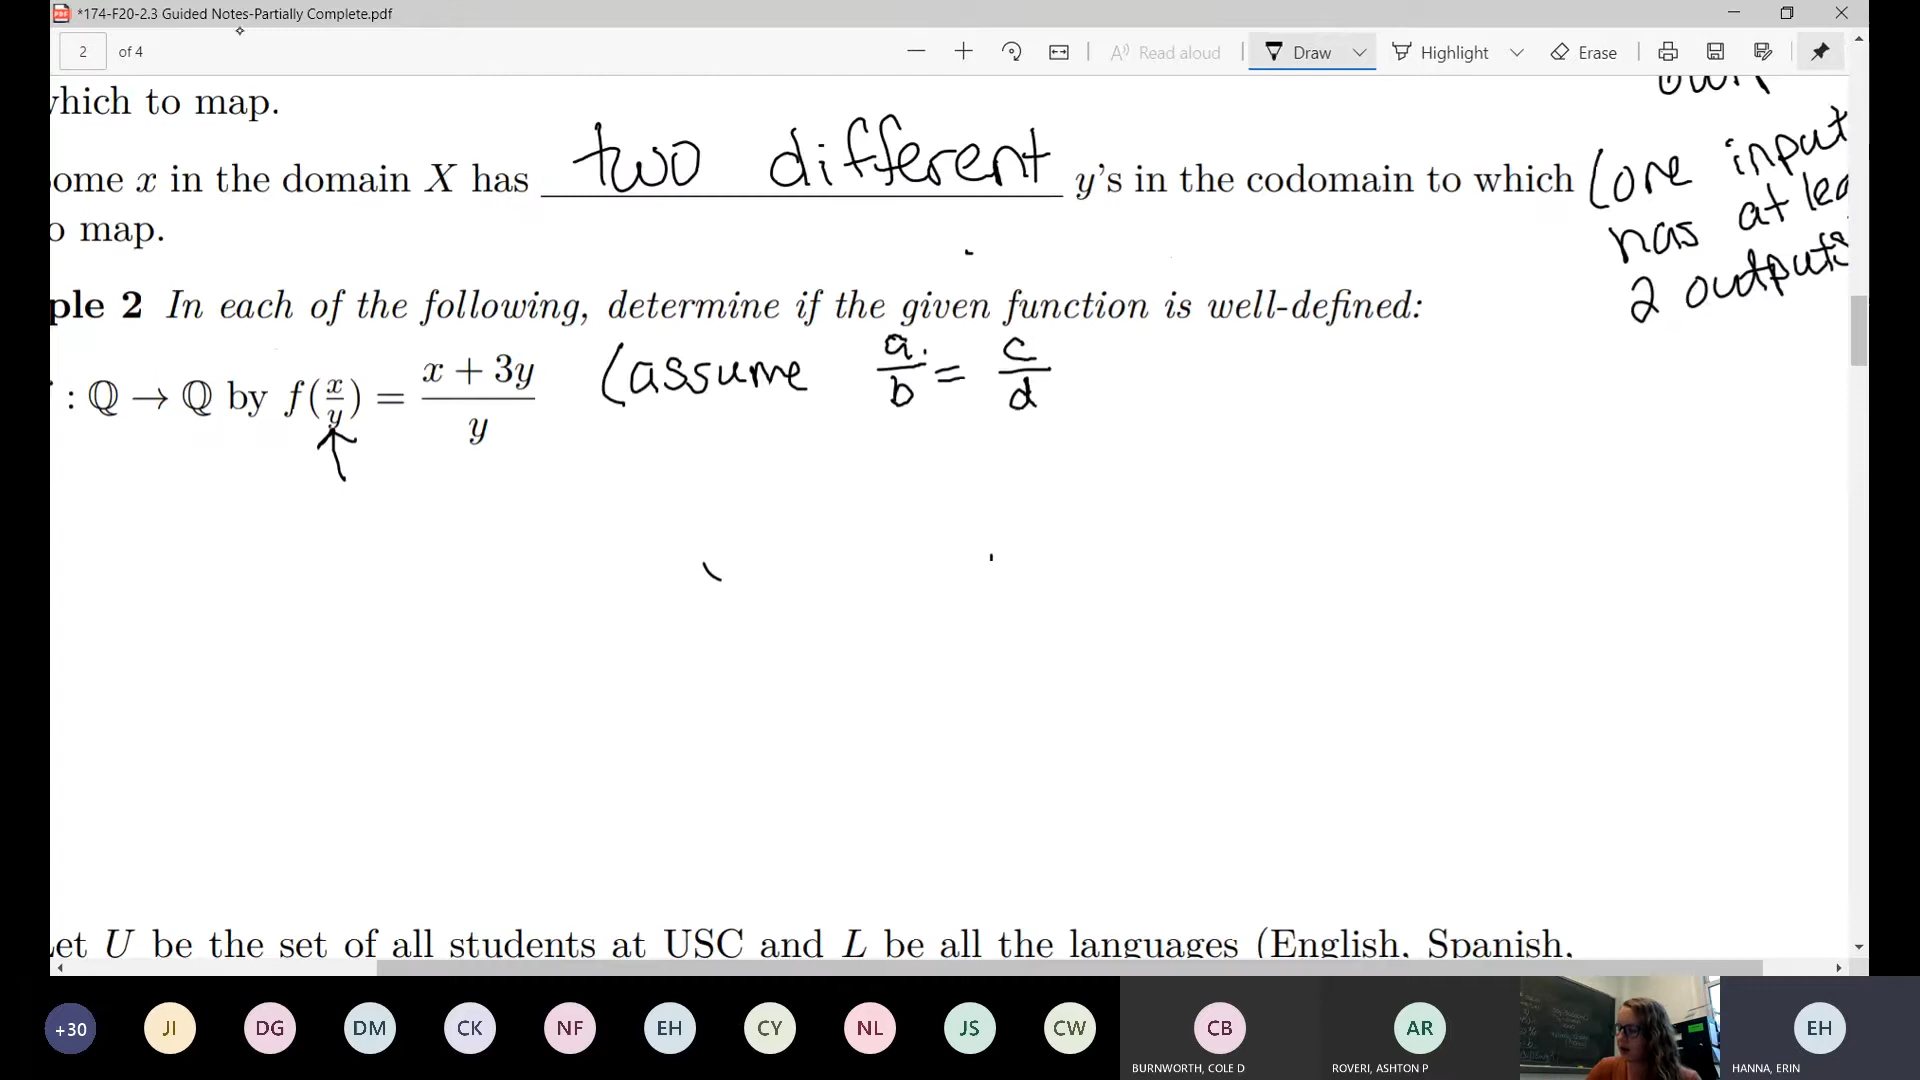 *174-F20-2.3 Guided Notes-Partially Complete.pdf
2 of 4 Read aloud Draw Highlight Erase
which to map.
two different
ome x in the domain X has ____ y's in the codomain to which
o map.
(one input
has at lea
2 outputs
ple 2 In each of the following, determine if the given function is well-defined:
: ℚ → ℚ by f(x/y) = (x + 3y)/y (assume a/b = c/d
Let U be the set of all students at USC and L be all the languages (English, Spanish,
+30 JI DG DM CK NF EH CY NL JS CW CB AR EH
BURNWORTH, COLE D ROVERI, ASHTON P HANNA, ERIN